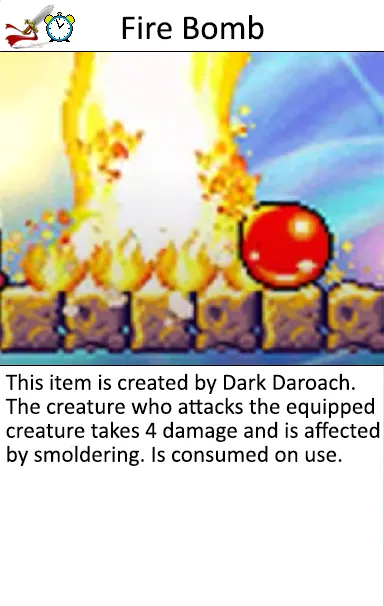 Fire Bomb
This item is created by Dark Daroach.
The creature who attacks the equipped
creature takes 4 damage and is affected
by smoldering. Is consumed on use.